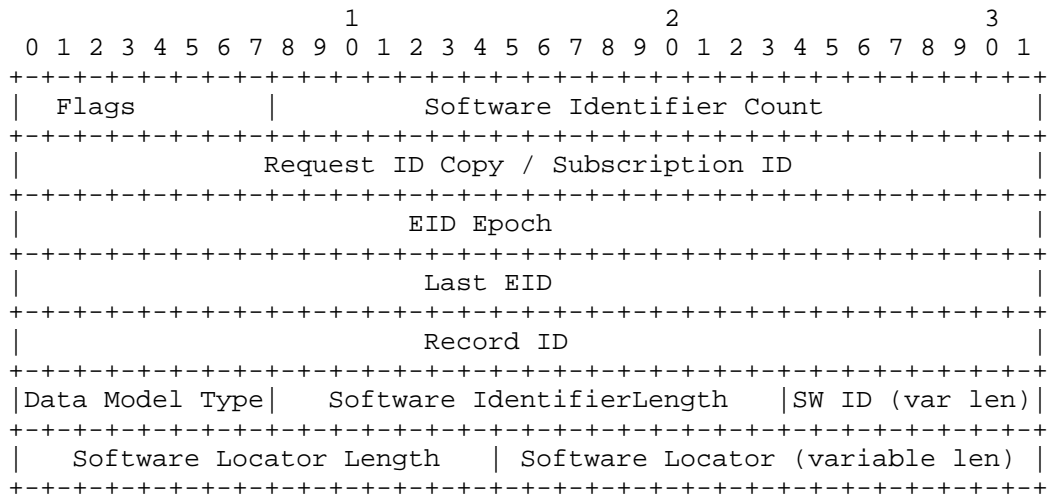 1                   2                   3
 0 1 2 3 4 5 6 7 8 9 0 1 2 3 4 5 6 7 8 9 0 1 2 3 4 5 6 7 8 9 0 1
+-+-+-+-+-+-+-+-+-+-+-+-+-+-+-+-+-+-+-+-+-+-+-+-+-+-+-+-+-+-+-+-+
|   Flags        |         Software Identifier Count             |
+-+-+-+-+-+-+-+-+-+-+-+-+-+-+-+-+-+-+-+-+-+-+-+-+-+-+-+-+-+-+-+-+
|               Request ID Copy / Subscription ID                |
+-+-+-+-+-+-+-+-+-+-+-+-+-+-+-+-+-+-+-+-+-+-+-+-+-+-+-+-+-+-+-+-+
|                        EID Epoch                               |
+-+-+-+-+-+-+-+-+-+-+-+-+-+-+-+-+-+-+-+-+-+-+-+-+-+-+-+-+-+-+-+-+
|                         Last EID                               |
+-+-+-+-+-+-+-+-+-+-+-+-+-+-+-+-+-+-+-+-+-+-+-+-+-+-+-+-+-+-+-+-+
|                         Record ID                              |
+-+-+-+-+-+-+-+-+-+-+-+-+-+-+-+-+-+-+-+-+-+-+-+-+-+-+-+-+-+-+-+-+
|Data Model Type|   Software IdentifierLength   |SW ID (var len)|
+-+-+-+-+-+-+-+-+-+-+-+-+-+-+-+-+-+-+-+-+-+-+-+-+-+-+-+-+-+-+-+-+
|   Software Locator Length   | Software Locator (variable len) |
+-+-+-+-+-+-+-+-+-+-+-+-+-+-+-+-+-+-+-+-+-+-+-+-+-+-+-+-+-+-+-+-+